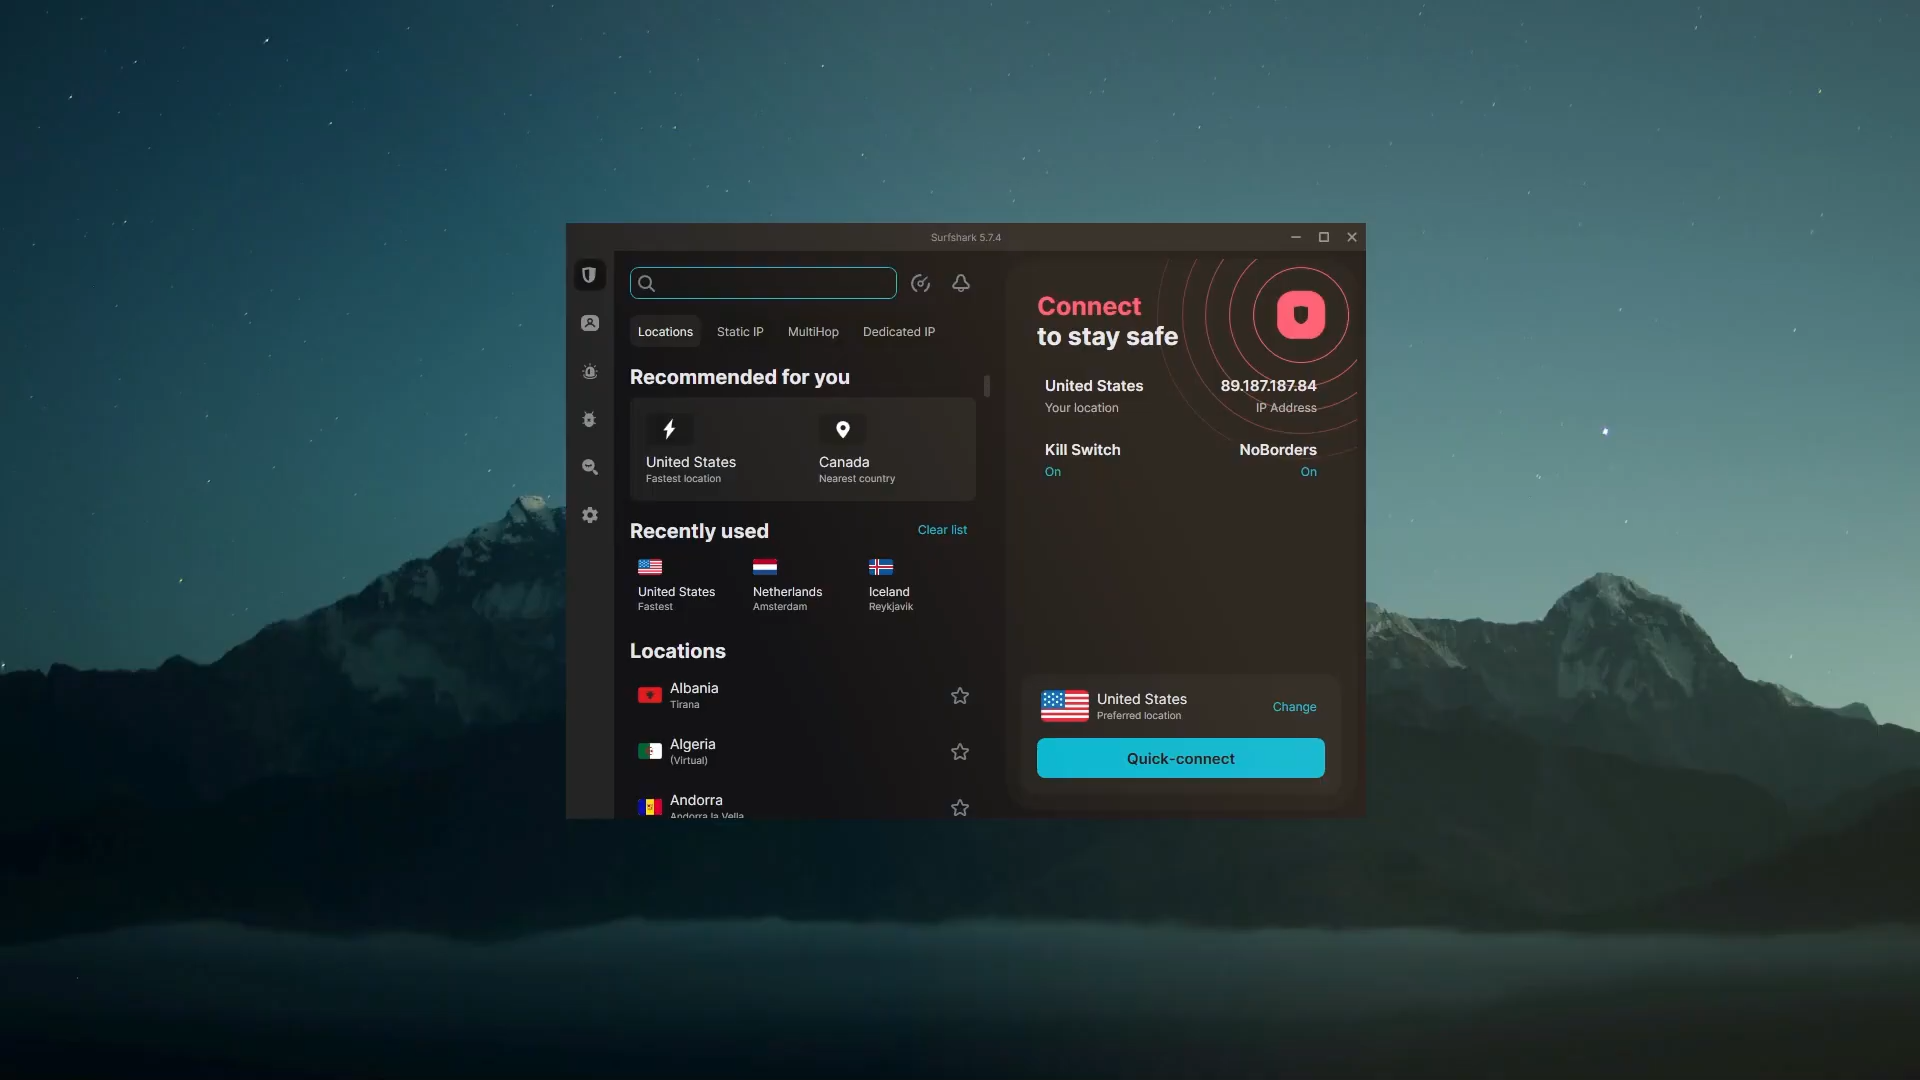 Surfshark 5.7.4
Locations
Static IP
MultiHop
Dedicated IP
Recommended for you
United States
Fastest location
Canada
Nearest country
Recently used
Clear list
United States
Fastest
Netherlands
Amsterdam
Iceland
Reykjavik
Locations
Albania
Tirana
Algeria
(Virtual)
Andorra
Andorra la Vella
Connect
to stay safe
United States
Your location
89.187.187.84
IP Address
Kill Switch
On
NoBorders
On
United States
Preferred location
Change
Quick-connect